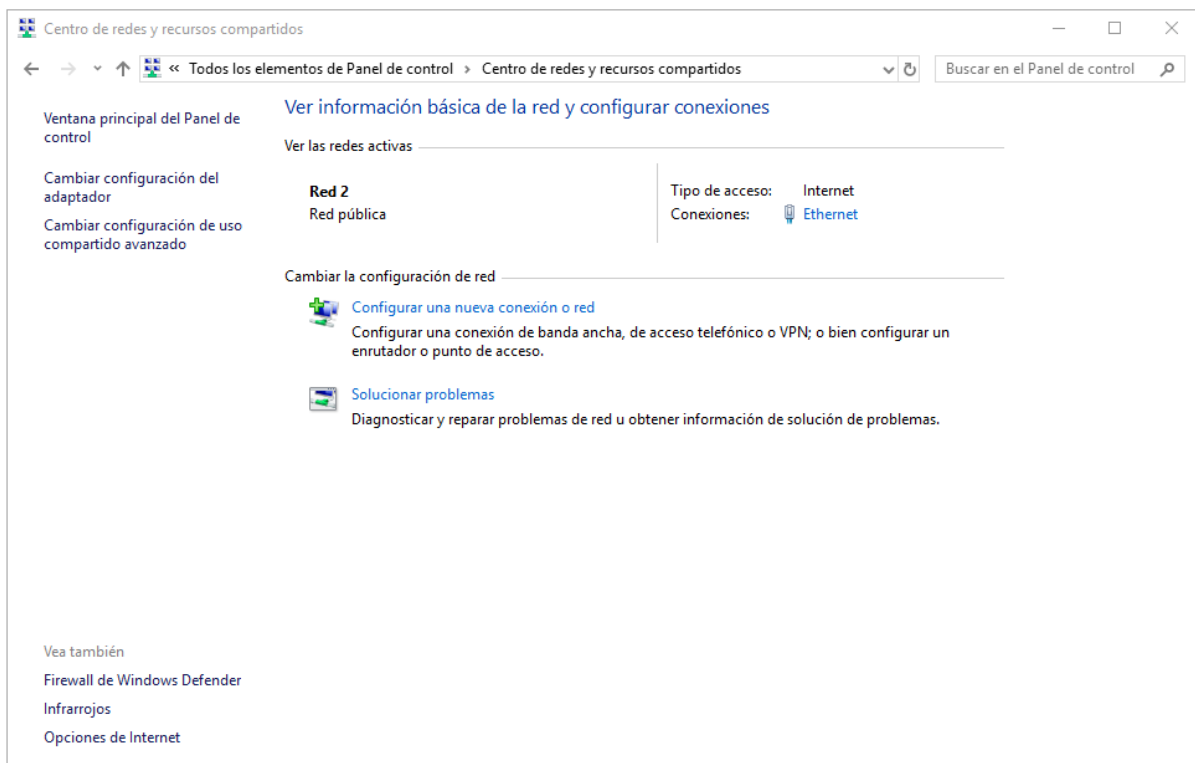 Centro de redes y recursos compartidos
« Todos los elementos de Panel de control > Centro de redes y recursos compartidos
Buscar en el Panel de control
Ventana principal del Panel de
control
Cambiar configuración del
adaptador
Cambiar configuración de uso
compartido avanzado
Ver información básica de la red y configurar conexiones
Ver las redes activas
Red 2
Red pública
Tipo de acceso: Internet
Conexiones: Ethernet
Cambiar la configuración de red
Configurar una nueva conexión o red
Configurar una conexión de banda ancha, de acceso telefónico o VPN; o bien configurar un
enrutador o punto de acceso.
Solucionar problemas
Diagnosticar y reparar problemas de red u obtener información de solución de problemas.
Vea también
Firewall de Windows Defender
Infrarrojos
Opciones de Internet